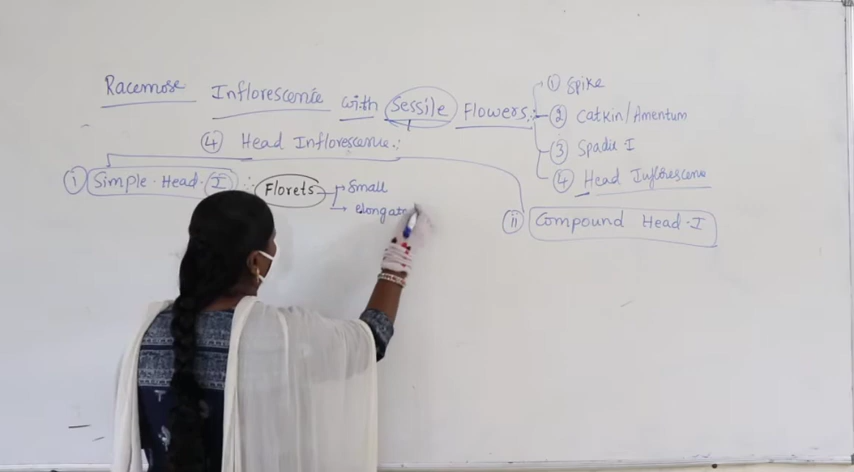 Racemose Inflorescence with Sessile Flowers:
① Spike
② Catkin/Amentum
③ Spadix I
④ Head Inflorescence
④ Head Inflorescence:
ⓘ Simple Head I :
Florets
Small
elongate
ⅱ Compound Head-I